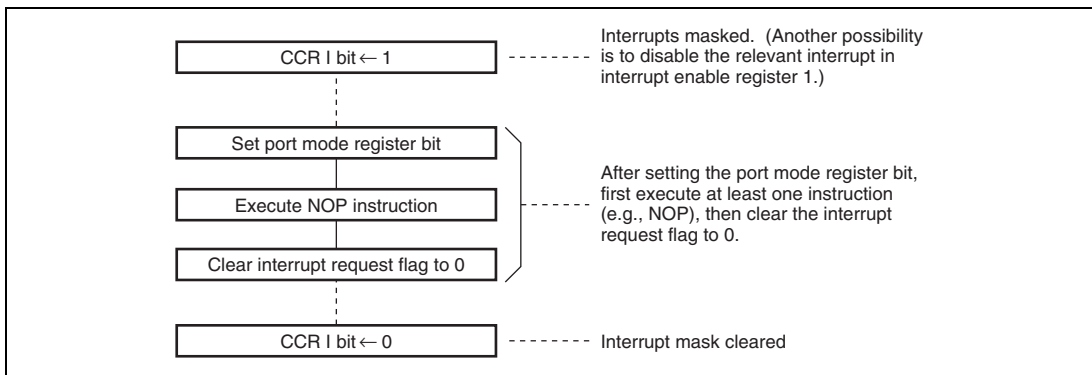 CCR I bit ← 1
Interrupts masked. (Another possibility
is to disable the relevant interrupt in
interrupt enable register 1.)
Set port mode register bit
Execute NOP instruction
Clear interrupt request flag to 0
After setting the port mode register bit,
first execute at least one instruction
(e.g., NOP), then clear the interrupt
request flag to 0.
CCR I bit ← 0
Interrupt mask cleared